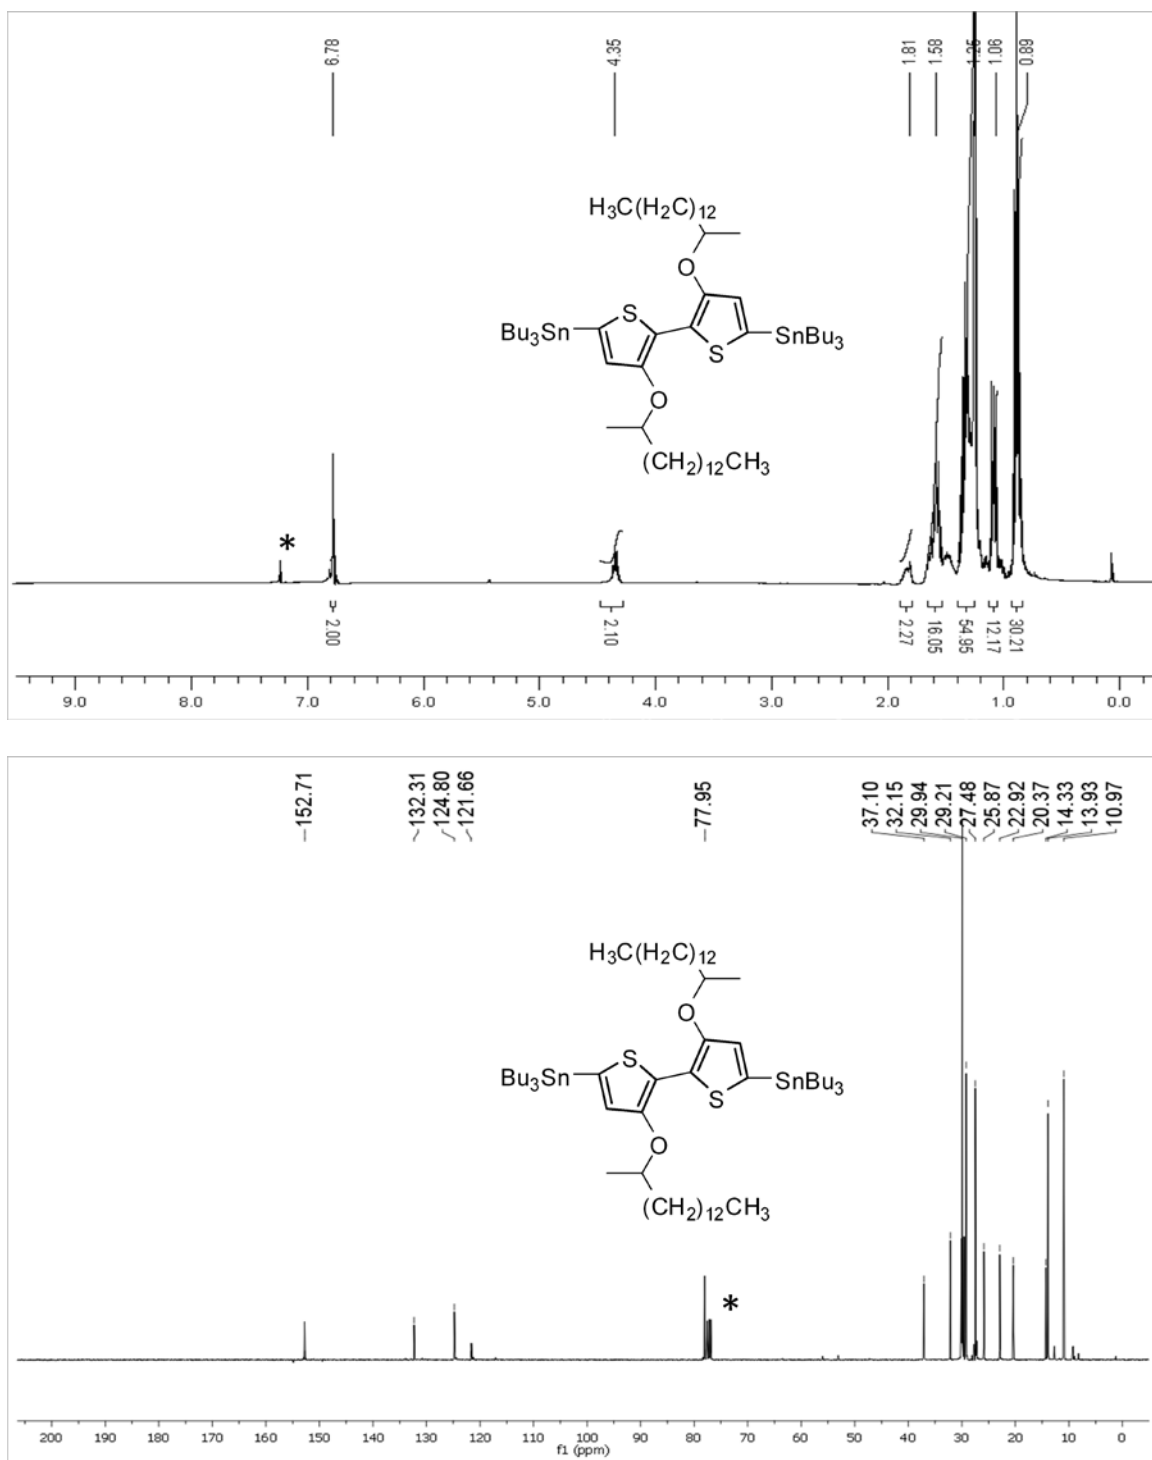 6.78
4.35
1.81
1.58
1.26
1.06
0.89
H3C(H2C)12
O
S
Bu3Sn
S
SnBu3
O
(CH2)12CH3
*
2.00
2.10
2.27
16.05
54.95
12.17
30.21
9.0 8.0 7.0 6.0 5.0 4.0 3.0 2.0 1.0 0.0
152.71
132.31
124.80
121.66
77.95
37.10
32.15
29.94
29.21
27.48
25.87
22.92
20.37
14.33
13.93
10.97
H3C(H2C)12
O
S
Bu3Sn
S
SnBu3
O
(CH2)12CH3
*
200 190 180 170 160 150 140 130 120 110 100 90 80 70 60 50 40 30 20 10 0
f1 (ppm)